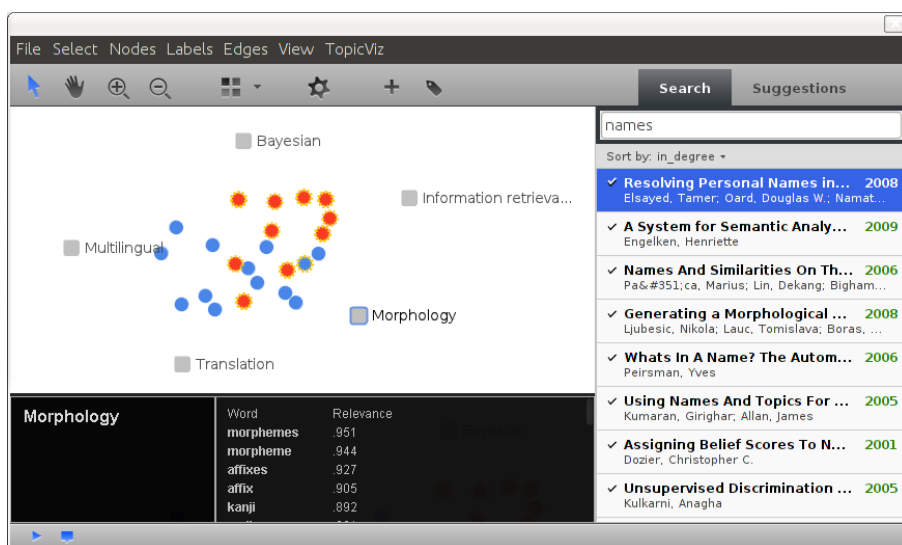 File Select Nodes Labels Edges View TopicViz
Search Suggestions
names
Sort by: in_degree
Resolving Personal Names in... 2008
Elsayed, Tamer; Oard, Douglas W.; Namat...
A System for Semantic Analy... 2009
Engelken, Henriette
Names And Similarities On Th... 2006
Pa&#351;ca, Marius; Lin, Dekang; Bigham...
Generating a Morphological ... 2008
Ljubesic, Nikola; Lauc, Tomislava; Boras, ...
Whats In A Name? The Autom... 2006
Peirsman, Yves
Using Names And Topics For ... 2005
Kumaran, Girighar; Allan, James
Assigning Belief Scores To N... 2001
Dozier, Christopher C.
Unsupervised Discrimination ... 2005
Kulkarni, Anagha
Bayesian
Information retrieva...
Multilingual
Morphology
Translation
Morphology
Word Relevance
morphemes .951
morpheme .944
affixes .927
affix .905
kanji .892